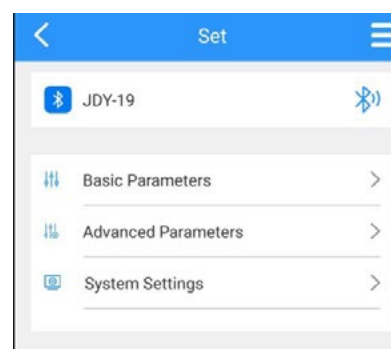 Set
JDY-19
Basic Parameters
Advanced Parameters
System Settings